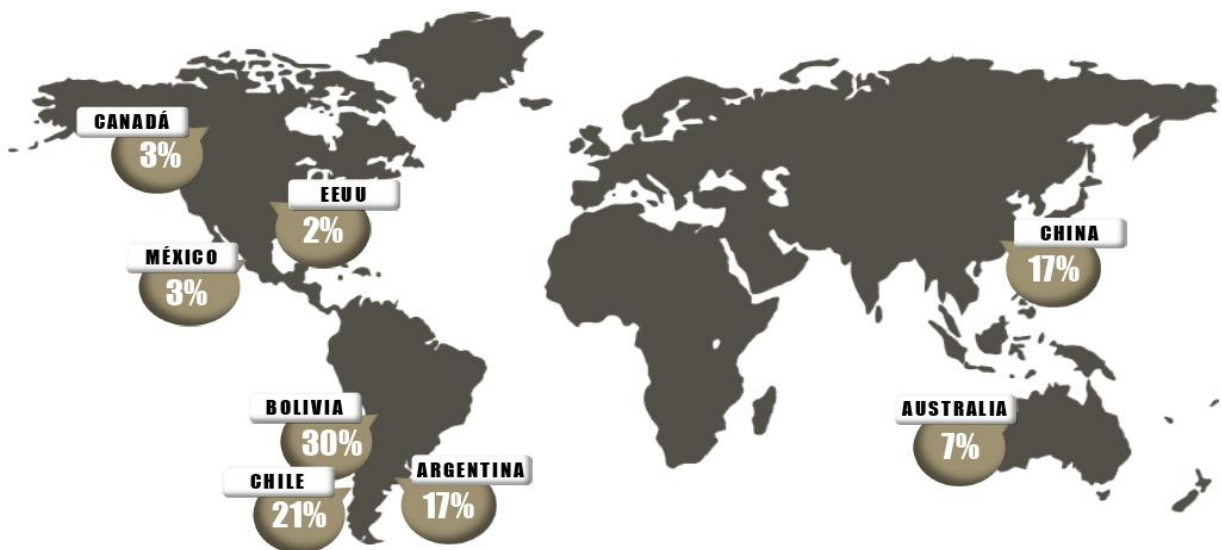 CANADÁ
3%
EEUU
2%
MÉXICO
3%
CHINA
17%
BOLIVIA
30%
AUSTRALIA
7%
CHILE
21%
ARGENTINA
17%